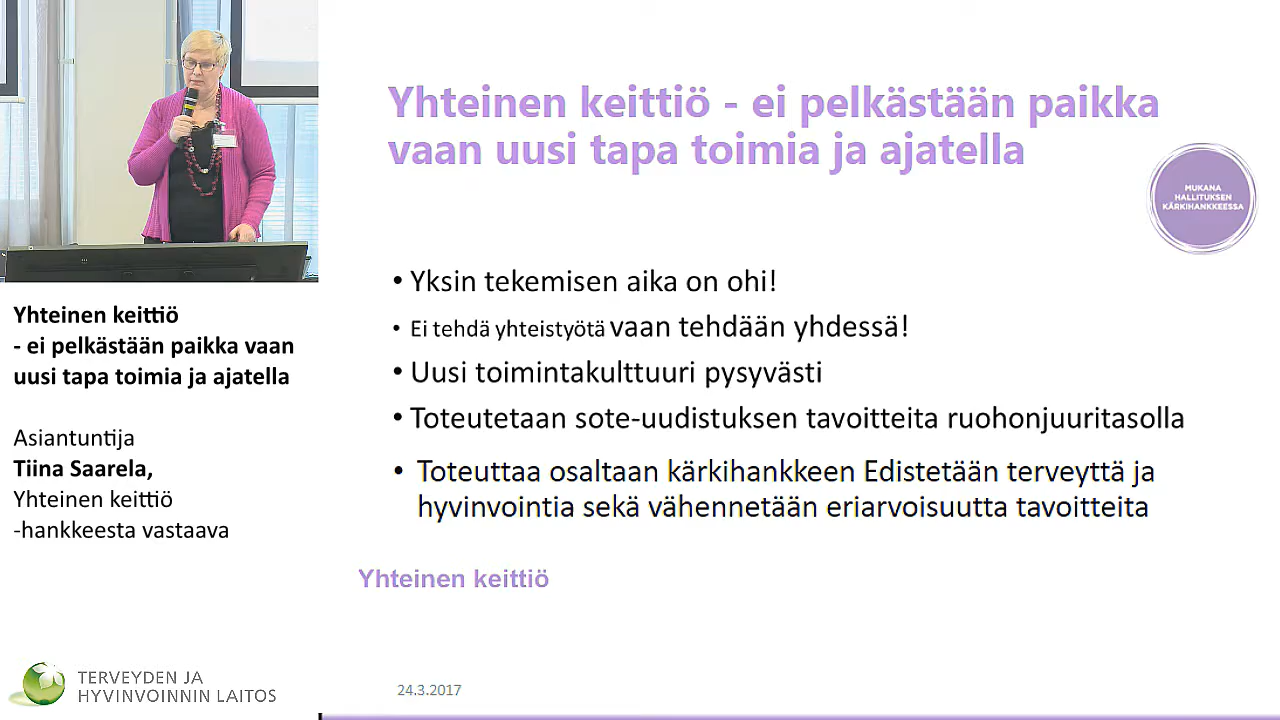 Yhteinen keittiö - ei pelkästään paikka
vaan uusi tapa toimia ja ajatella
MUKANA
HALLITUKSEN
KÄRKIHANKKEESSA
• Yksin tekemisen aika on ohi!
• Ei tehdä yhteistyötä vaan tehdään yhdessä!
• Uusi toimintakulttuuri pysyvästi
• Toteutetaan sote-uudistuksen tavoitteita ruohonjuuritasolla
• Toteuttaa osaltaan kärkihankkeen Edistetään terveyttä ja
hyvinvointia sekä vähennetään eriarvoisuutta tavoitteita
Yhteinen keittiö
24.3.2017
Yhteinen keittiö
- ei pelkästään paikka vaan
uusi tapa toimia ja ajatella
Asiantuntija
Tiina Saarela,
Yhteinen keittiö
-hankkeesta vastaava
TERVEYDEN JA
HYVINVOINNIN LAITOS